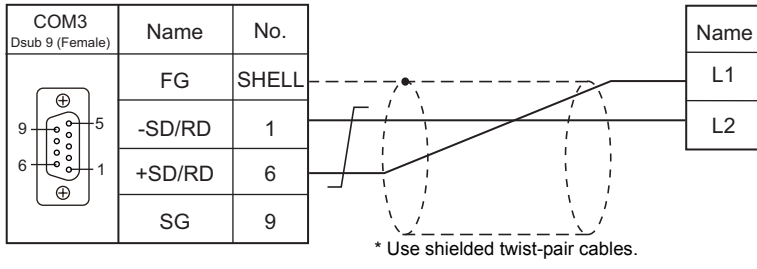 COM3
Dsub 9 (Female)
Name
No.
Name
FG
SHELL
L1
-SD/RD
1
L2
+SD/RD
6
SG
9
9
5
6
1
* Use shielded twist-pair cables.